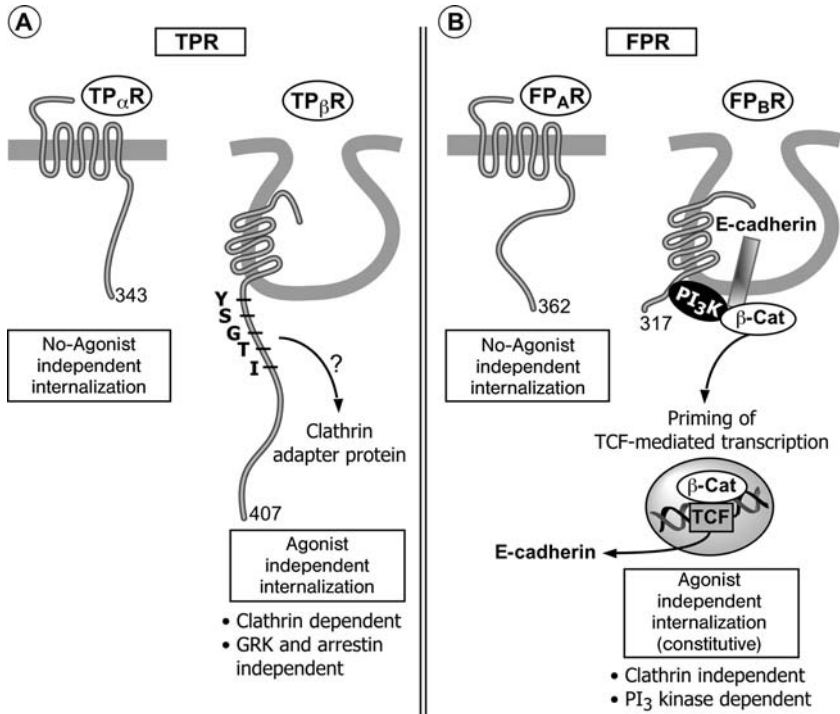 A
TPR
TPαR
TPβR
343
No-Agonist
independent
internalization
Y
S
G
T
I
?
Clathrin
adapter protein
407
Agonist
independent
internalization
• Clathrin dependent
• GRK and arrestin
independent
B
FPR
FPAR
FPBR
E-cadherin
362
317
PI3K
β-Cat
No-Agonist
independent
internalization
Priming of
TCF-mediated transcription
β-Cat
TCF
E-cadherin
Agonist
independent
internalization
(constitutive)
• Clathrin independent
• PI3 kinase dependent